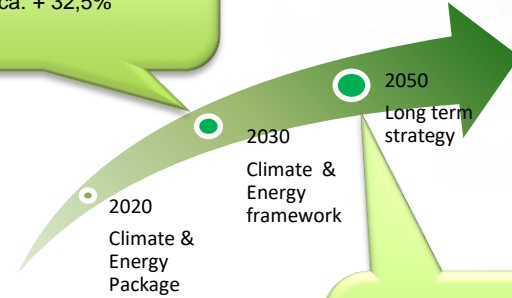 ca: + 32,5%
2050
Long term
strategy
2030
Climate &
Energy
framework
2020
Climate &
Energy
Package